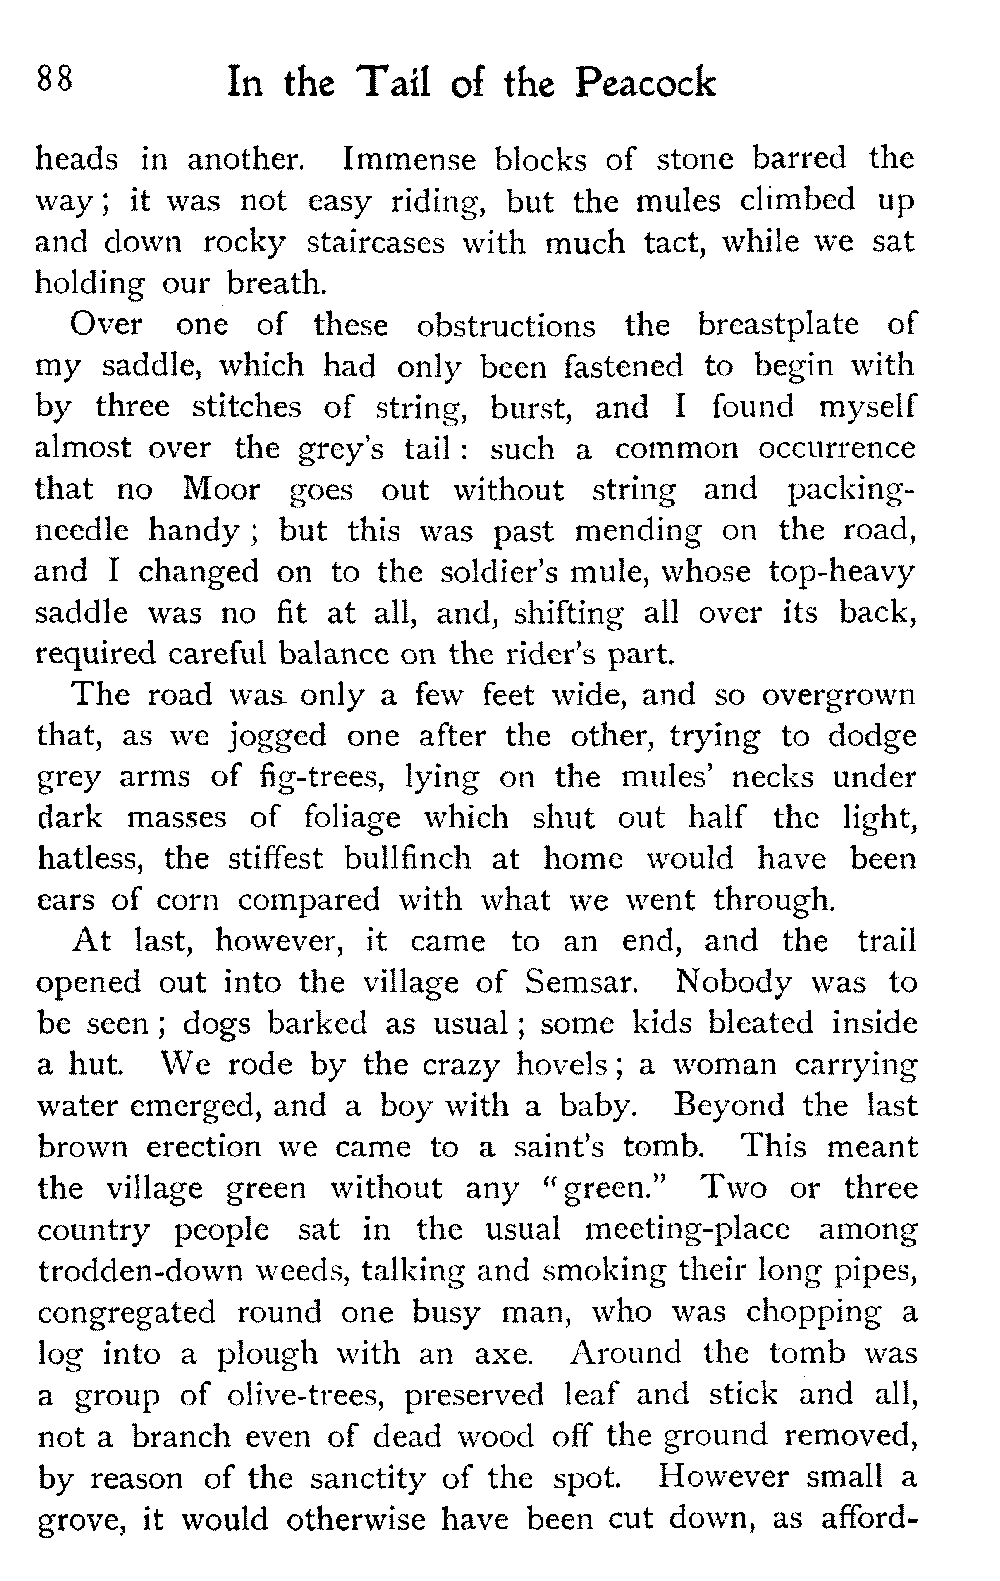 88 In the Tail of the Peacock
heads in another. Immense blocks of stone barred the
way; it was not easy riding, but the mules climbed up
and down rocky staircases with much tact, while we sat
holding our breath.
Over one of these obstructions the breastplate of
my saddle, which had only been fastened to begin with
by three stitches of string, burst, and I found myself
almost over the grey's tail: such a common occurrence
that no Moor goes out without string and packing-
needle handy; but this was past mending on the road,
and I changed on to the soldier's mule, whose top-heavy
saddle was no fit at all, and, shifting all over its back,
required careful balance on the rider's part.
The road was only a few feet wide, and so overgrown
that, as we jogged one after the other, trying to dodge
grey arms of fig-trees, lying on the mules' necks under
dark masses of foliage which shut out half the light,
hatless, the stiffest bullfinch at home would have been
ears of corn compared with what we went through.
At last, however, it came to an end, and the trail
opened out into the village of Semsar. Nobody was to
be seen; dogs barked as usual; some kids bleated inside
a hut. We rode by the crazy hovels; a woman carrying
water emerged, and a boy with a baby. Beyond the last
brown erection we came to a saint's tomb. This meant
the village green without any "green." Two or three
country people sat in the usual meeting-place among
trodden-down weeds, talking and smoking their long pipes,
congregated round one busy man, who was chopping a
log into a plough with an axe. Around the tomb was
a group of olive-trees, preserved leaf and stick and all,
not a branch even of dead wood off the ground removed,
by reason of the sanctity of the spot. However small a
grove, it would otherwise have been cut down, as afford-